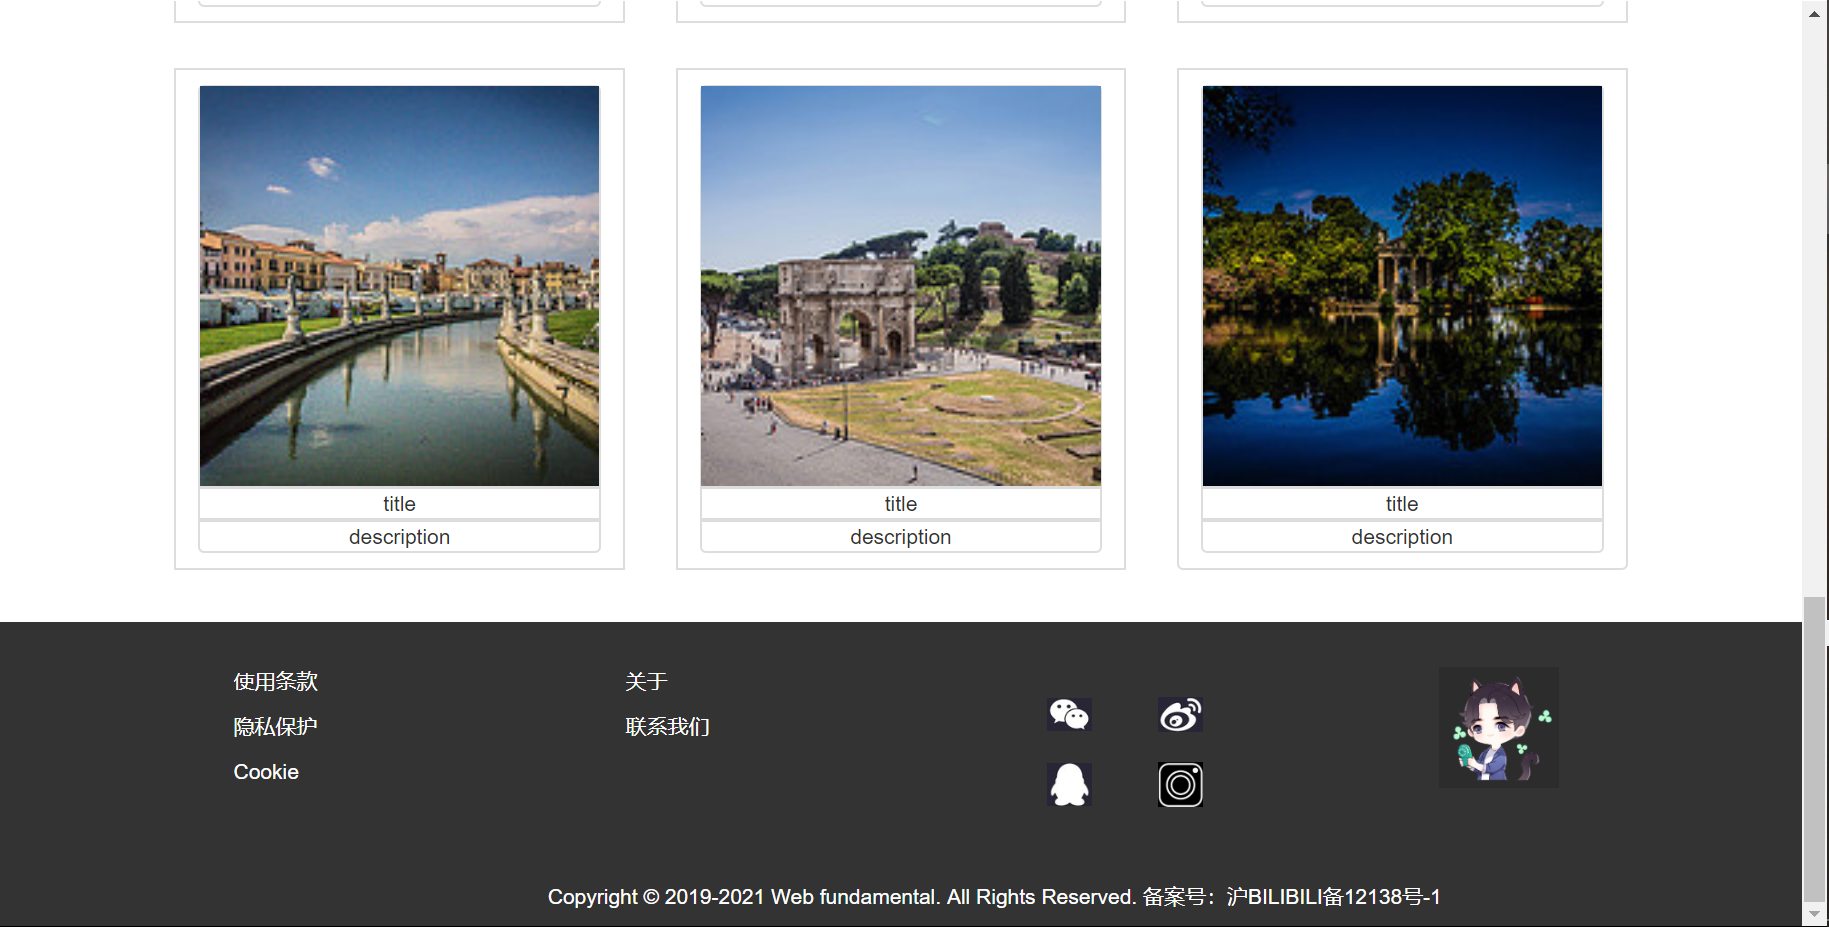 title
title
title
description
description
description
使用条款
关于
隐私保护
联系我们
Cookie
Copyright © 2019-2021 Web fundamental. All Rights Reserved. 备案号：沪BILIBILI备12138号-1